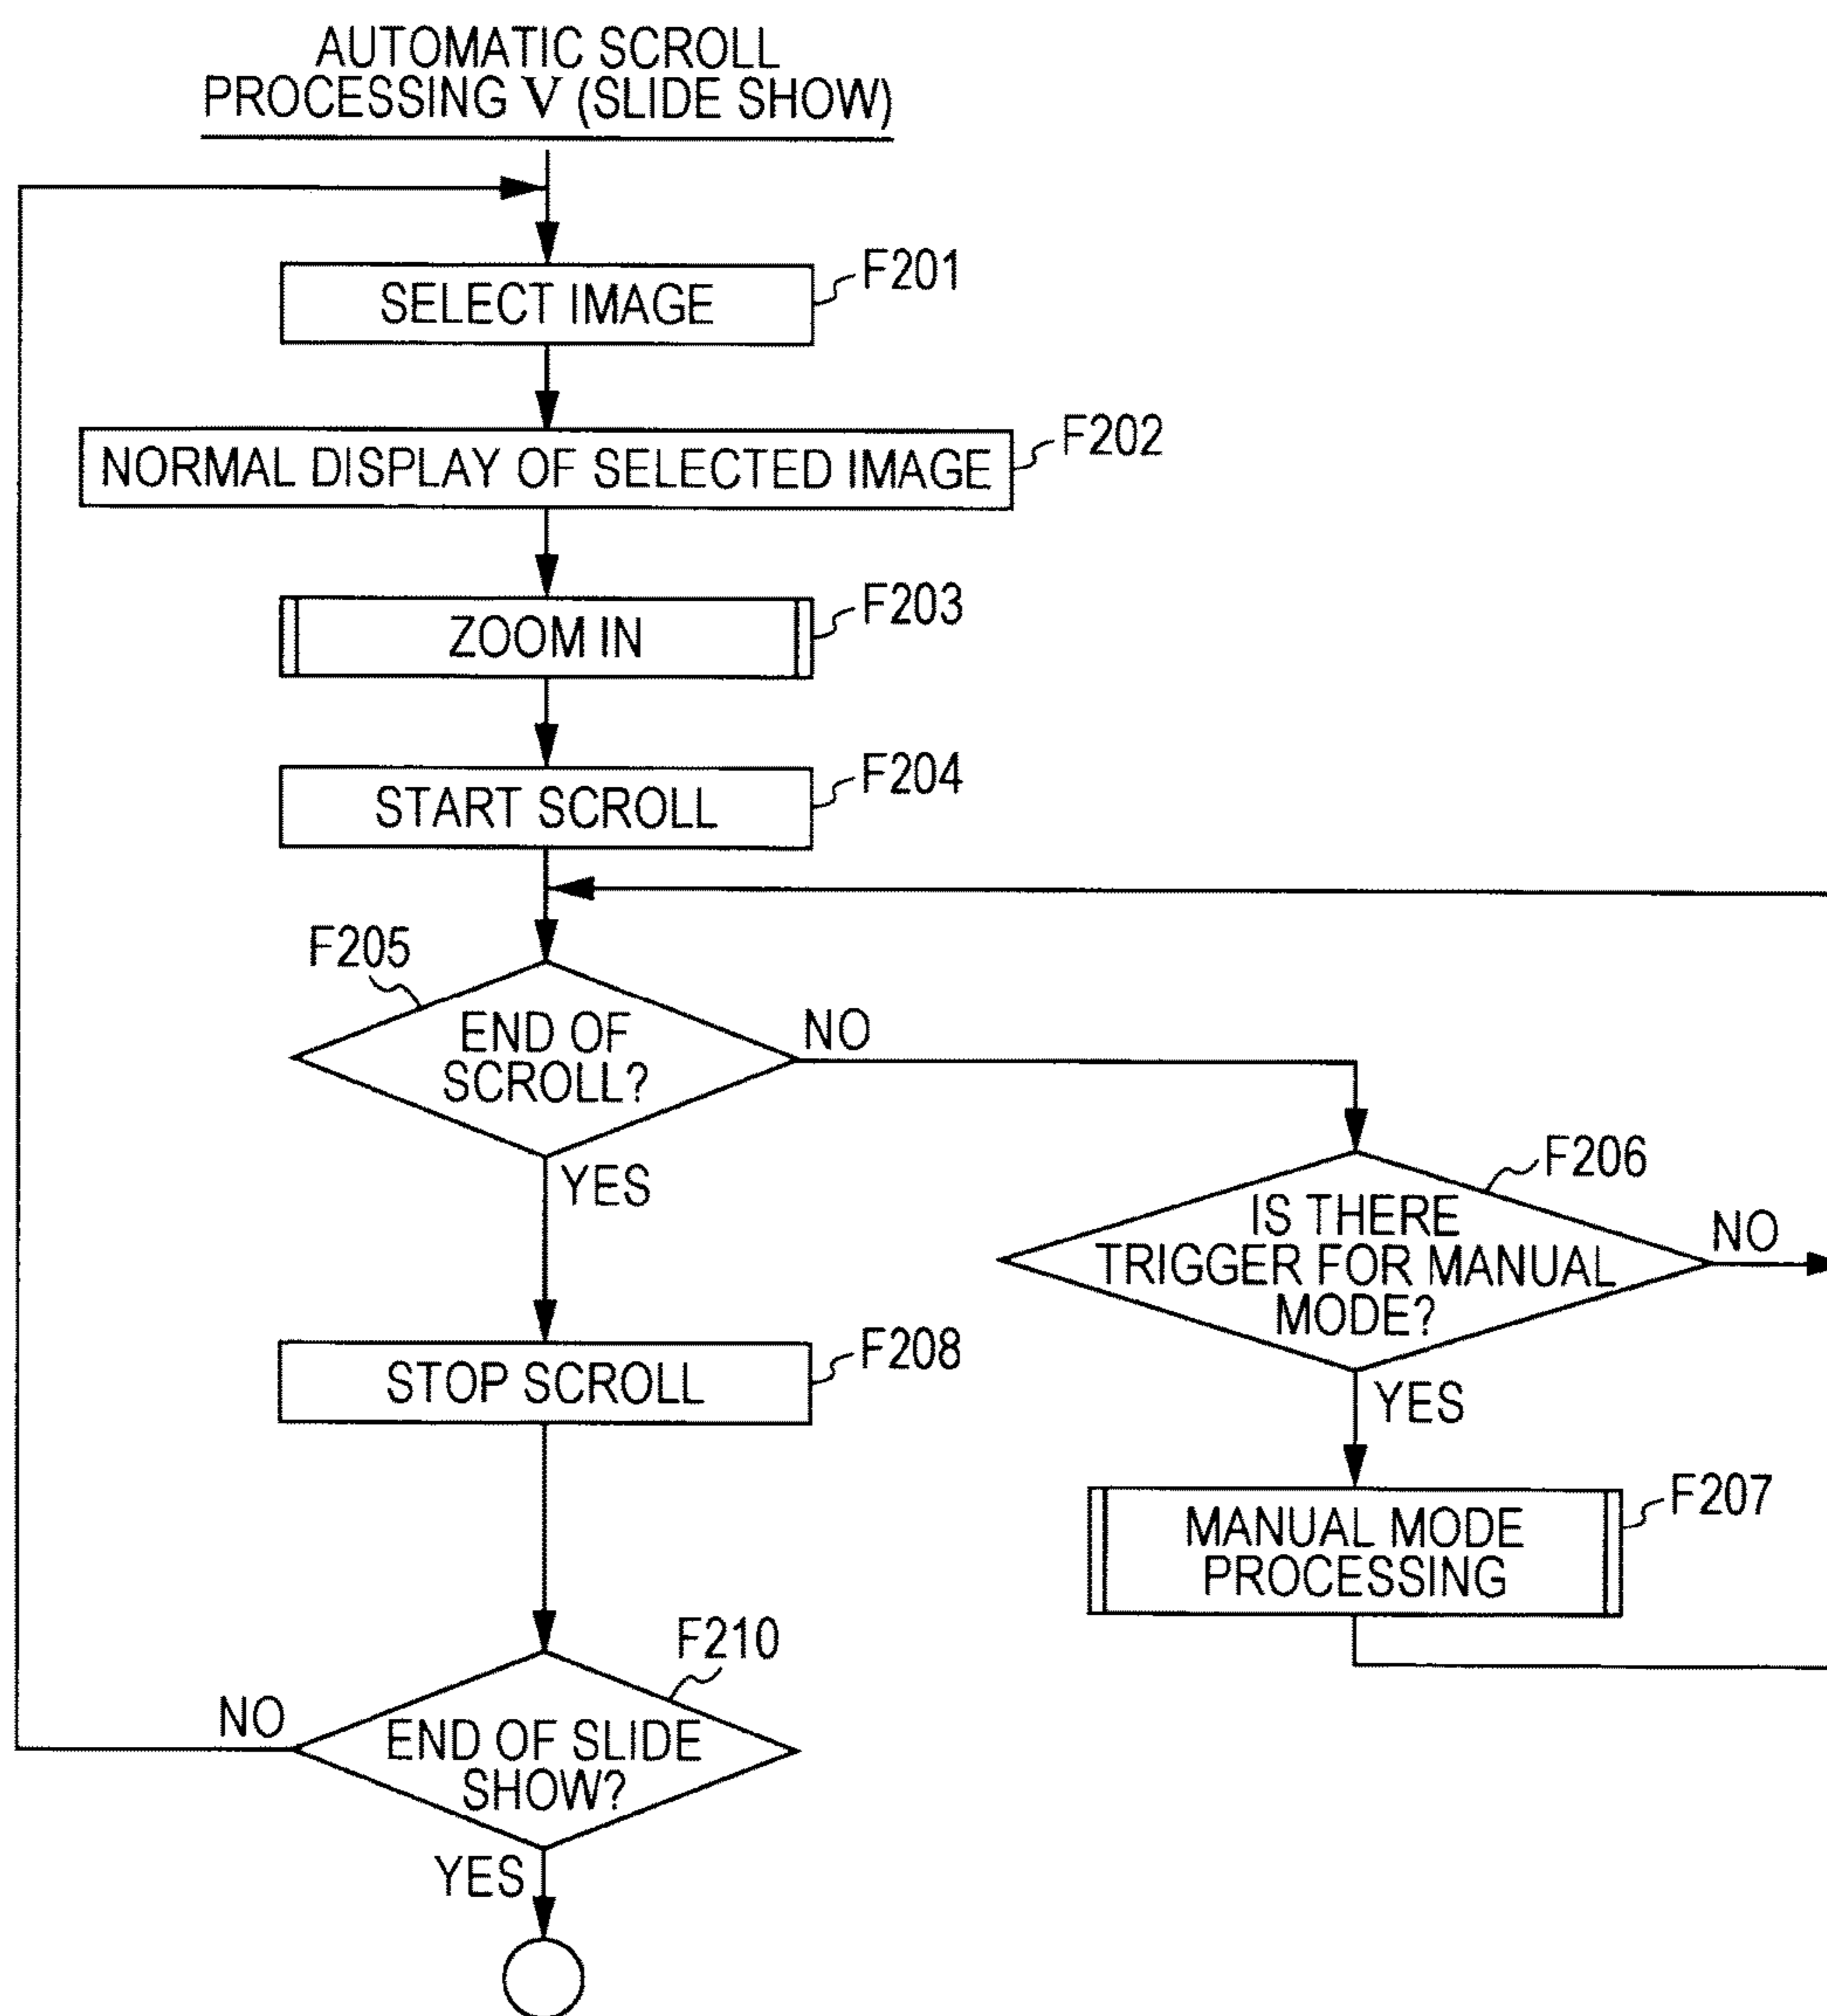 AUTOMATIC SCROLL
PROCESSING V (SLIDE SHOW)
F201
SELECT IMAGE
F202
NORMAL DISPLAY OF SELECTED IMAGE
F203
ZOOM IN
F204
START SCROLL
F205
END OF
SCROLL?
NO
YES
F206
IS THERE
TRIGGER FOR MANUAL
MODE?
NO
YES
F207
MANUAL MODE
PROCESSING
F208
STOP SCROLL
F210
END OF SLIDE
SHOW?
NO
YES